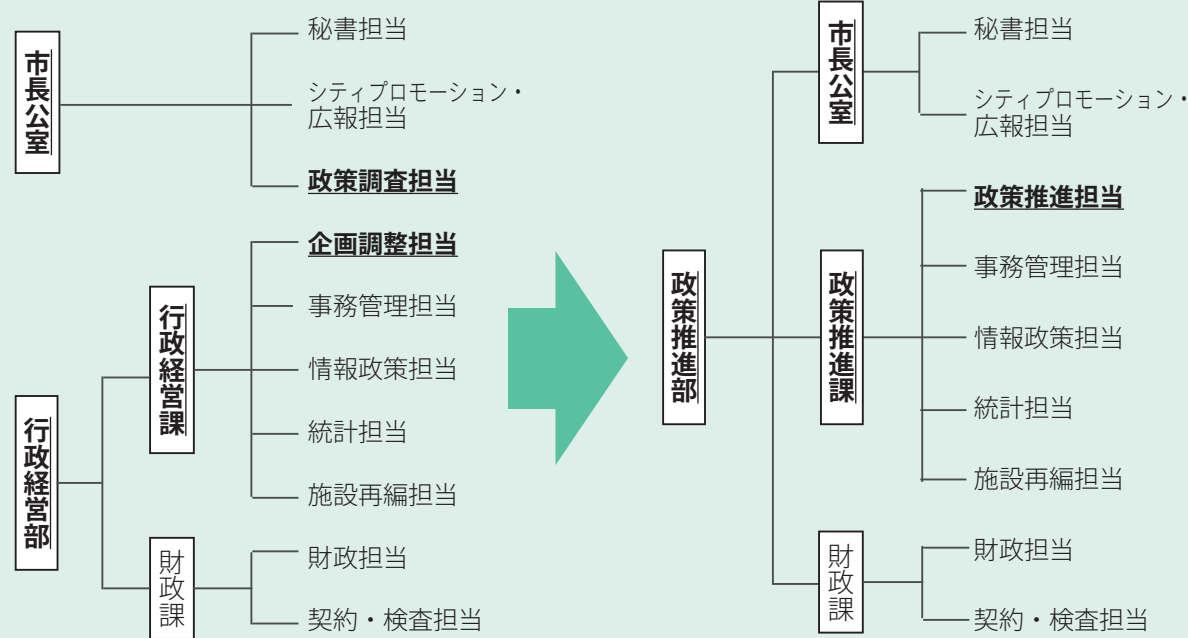 市長公室
秘書担当
シティプロモーション・
広報担当
政策調査担当
行政経営部
行政経営課
企画調整担当
事務管理担当
情報政策担当
統計担当
施設再編担当
財政課
財政担当
契約・検査担当
政策推進部
市長公室
秘書担当
シティプロモーション・
広報担当
政策推進課
政策推進担当
事務管理担当
情報政策担当
統計担当
施設再編担当
財政課
財政担当
契約・検査担当